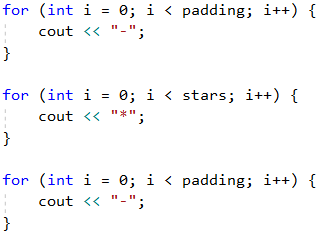 for (int i = 0; i < padding; i++) {
    cout << "-";
}
for (int i = 0; i < stars; i++) {
    cout << "*";
}
for (int i = 0; i < padding; i++) {
    cout << "-";
}